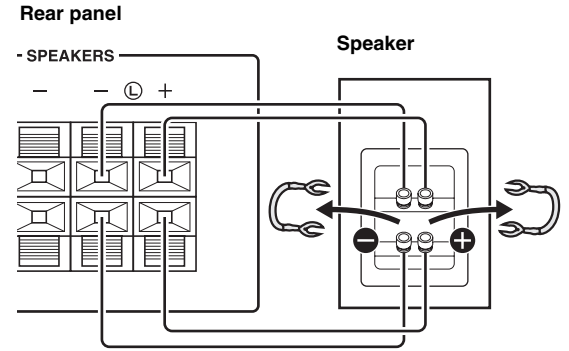 Rear panel
Speaker
SPEAKERS
– – Ⓛ +
– +